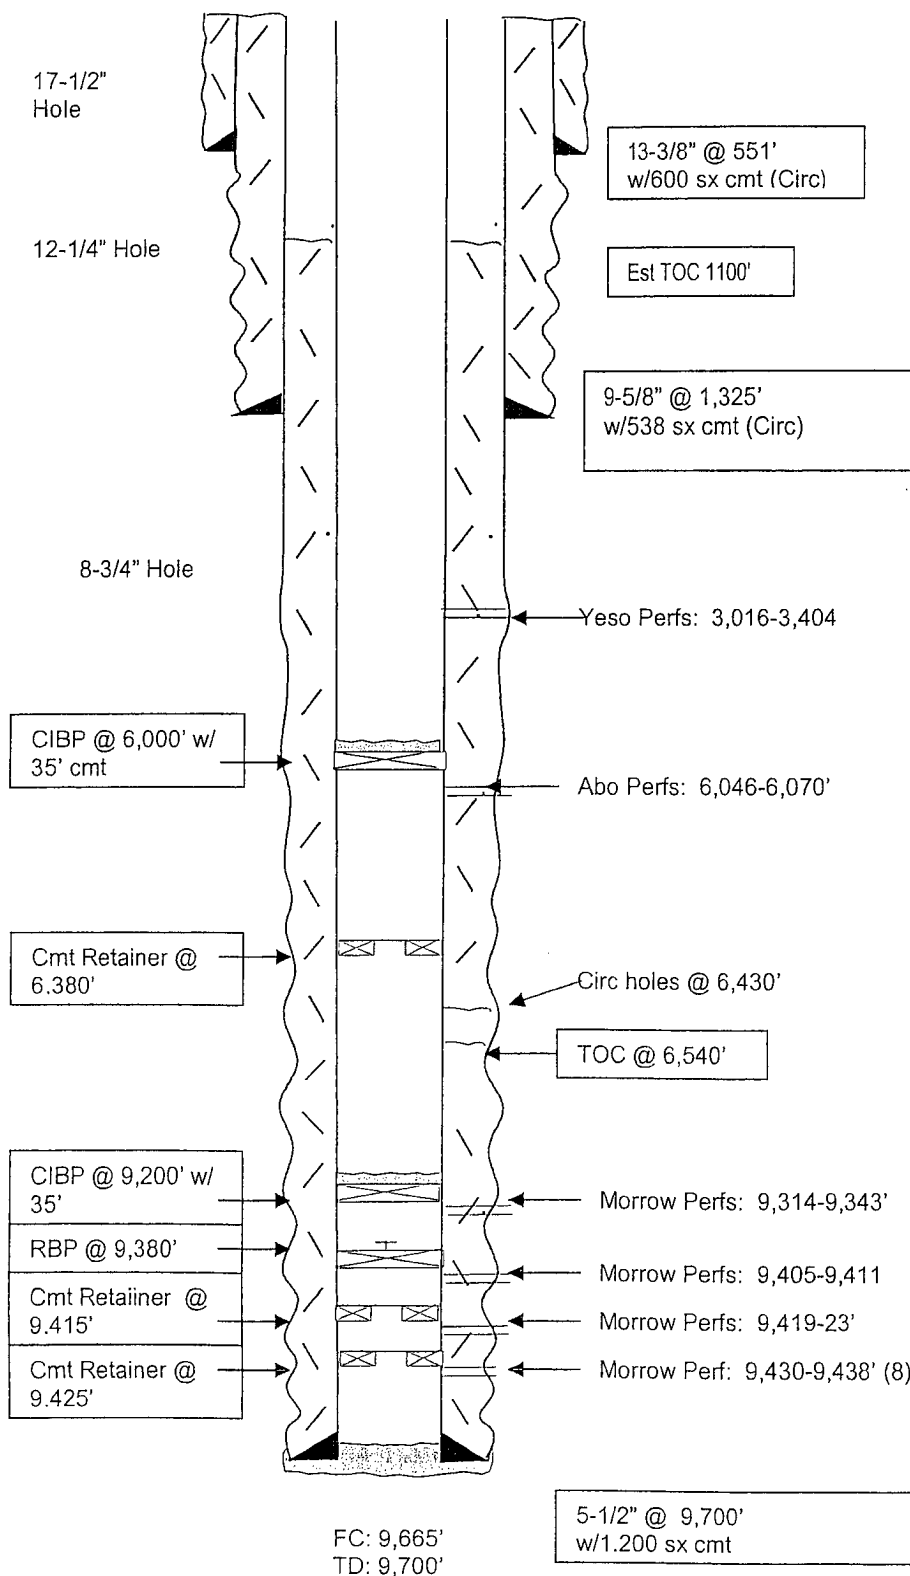 17-1/2"
Hole
13-3/8" @ 551'
w/600 sx cmt (Circ)
12-1/4" Hole
Est TOC 1100'
9-5/8" @ 1,325'
w/538 sx cmt (Circ)
8-3/4" Hole
Yeso Perfs: 3,016-3,404
CIBP @ 6,000' w/
35' cmt
Abo Perfs: 6,046-6,070'
Cmt Retainer @
6.380'
Circ holes @ 6,430'
TOC @ 6,540'
CIBP @ 9,200' w/
35'
Morrow Perfs: 9,314-9,343'
RBP @ 9,380'
Morrow Perfs: 9,405-9,411
Cmt Retaiiner @
9.415'
Morrow Perfs: 9,419-23'
Cmt Retainer @
9.425'
Morrow Perf: 9,430-9,438' (8)
5-1/2" @ 9,700'
w/1.200 sx cmt
FC: 9,665'
TD: 9,700'